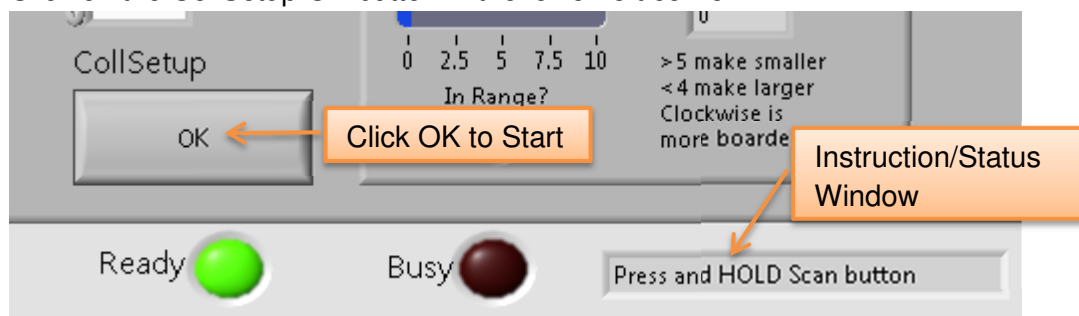 0
CollSetup
0 2.5 5 7.5 10
In Range?
>5 make smaller
<4 make larger
Clockwise is
more boarde
OK
Click OK to Start
Instruction/Status
Window
Ready
Busy
Press and HOLD Scan button